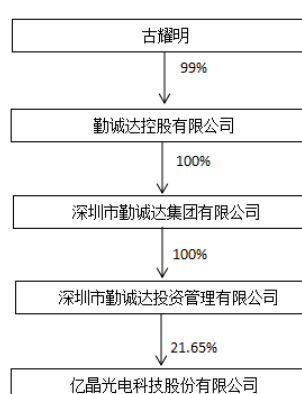 古耀明
99%
勤诚达控股有限公司
100%
深圳市勤诚达集团有限公司
100%
深圳市勤诚达投资管理有限公司
21.65%
亿晶光电科技股份有限公司